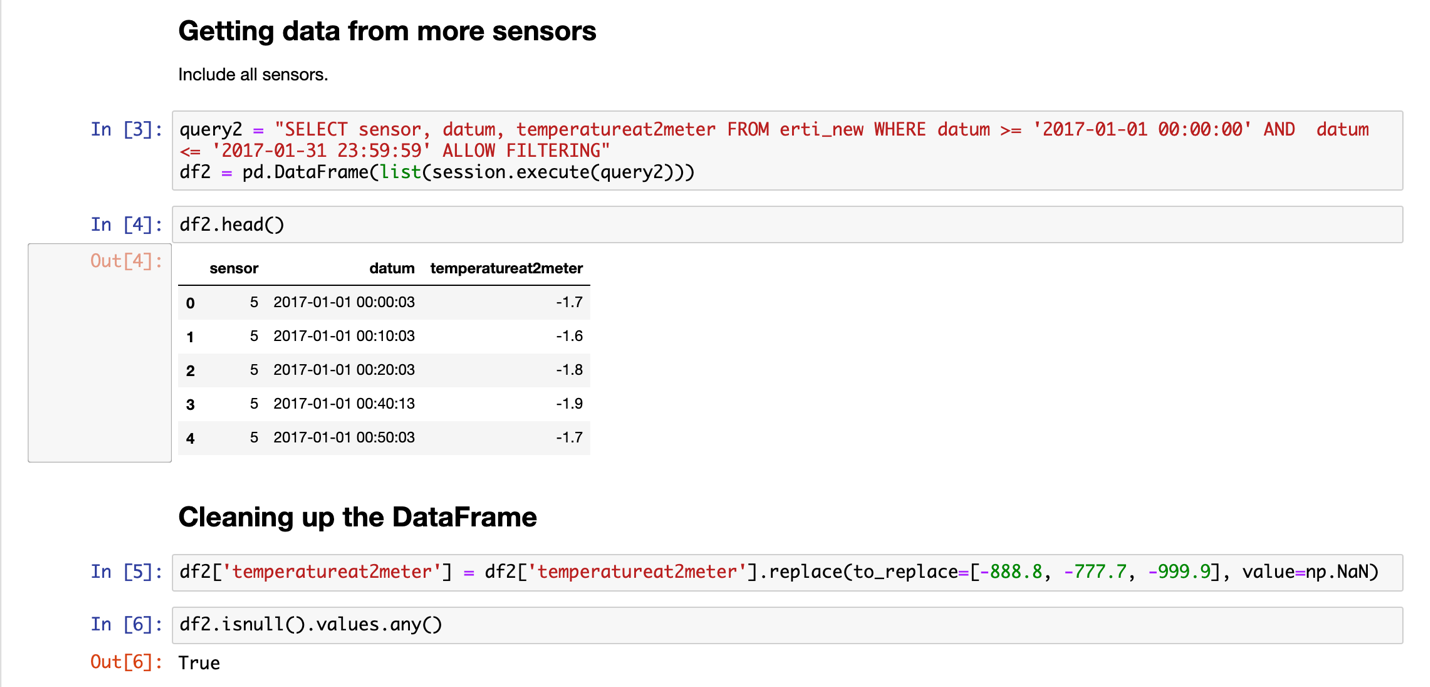 Getting data from more sensors
Include all sensors.
In [3]: query2 = "SELECT sensor, datum, temperatureat2meter FROM erti_new WHERE datum >= '2017-01-01 00:00:00' AND  datum
<= '2017-01-31 23:59:59' ALLOW FILTERING"
df2 = pd.DataFrame(list(session.execute(query2)))
In [4]: df2.head()
Out[4]:
sensor datum temperatureat2meter
0 5 2017-01-01 00:00:03 -1.7
1 5 2017-01-01 00:10:03 -1.6
2 5 2017-01-01 00:20:03 -1.8
3 5 2017-01-01 00:40:13 -1.9
4 5 2017-01-01 00:50:03 -1.7
Cleaning up the DataFrame
In [5]: df2['temperatureat2meter'] = df2['temperatureat2meter'].replace(to_replace=[-888.8, -777.7, -999.9], value=np.NaN)
In [6]: df2.isnull().values.any()
Out[6]: True